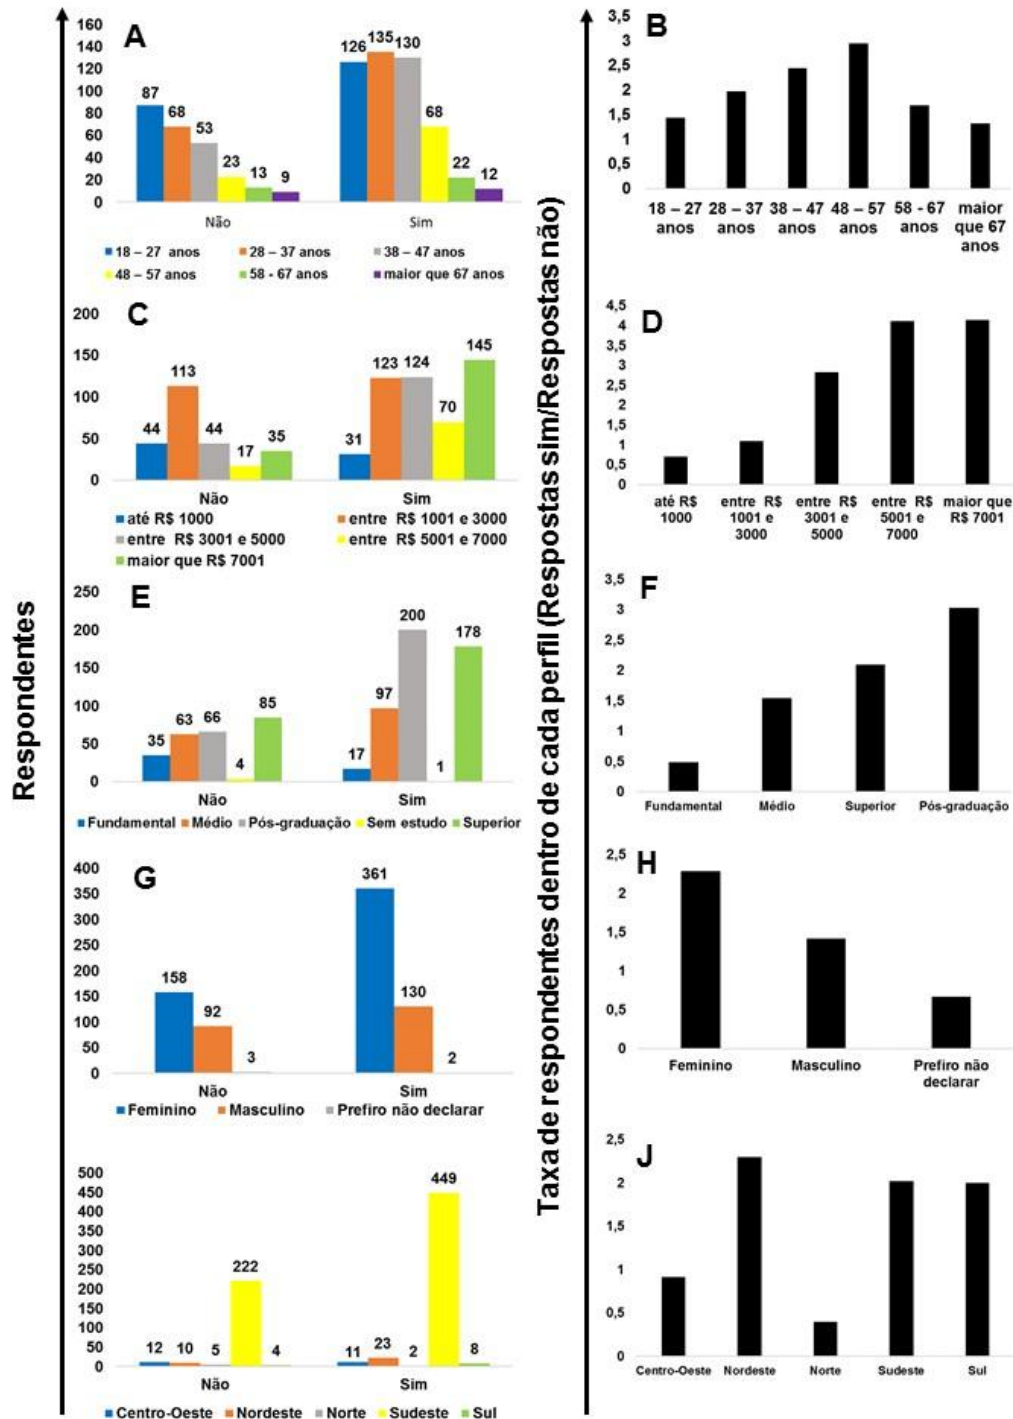 Respondentes
A
160
140
120
100
80
60
40
20
0
87
68
53
23
13
9
126
135
130
68
22
12
Não
Sim
18 – 27 anos
28 – 37 anos
38 – 47 anos
48 – 57 anos
58 - 67 anos
maior que 67 anos
C
200
150
100
50
0
44
113
44
17
35
31
123
124
70
145
Não
Sim
até R$ 1000
entre R$ 1001 e 3000
entre R$ 3001 e 5000
entre R$ 5001 e 7000
maior que R$ 7001
E
250
200
150
100
50
0
35
63
66
4
85
17
97
200
1
178
Não
Sim
Fundamental
Médio
Pós-graduação
Sem estudo
Superior
G
400
350
300
250
200
150
100
50
0
158
92
3
361
130
2
Não
Sim
Feminino
Masculino
Prefiro não declarar
500
450
400
350
300
250
200
150
100
50
0
12
10
5
222
4
11
23
2
449
8
Não
Sim
Centro-Oeste
Nordeste
Norte
Sudeste
Sul
Taxa de respondentes dentro de cada perfil (Respostas sim/Respostas não)
B
3,5
3
2,5
2
1,5
1
0,5
0
18 – 27
anos
28 – 37
anos
38 – 47
anos
48 – 57
anos
58 - 67
anos
maior
que 67
anos
D
4,5
4
3,5
3
2,5
2
1,5
1
0,5
0
até R$
1000
entre R$
1001 e
3000
entre R$
3001 e
5000
entre R$
5001 e
7000
maior que
R$ 7001
F
3,5
3
2,5
2
1,5
1
0,5
0
Fundamental
Médio
Superior
Pós-graduação
H
2,5
2
1,5
1
0,5
0
Feminino
Masculino
Prefiro não
declarar
J
2,5
2
1,5
1
0,5
0
Centro-Oeste
Nordeste
Norte
Sudeste
Sul